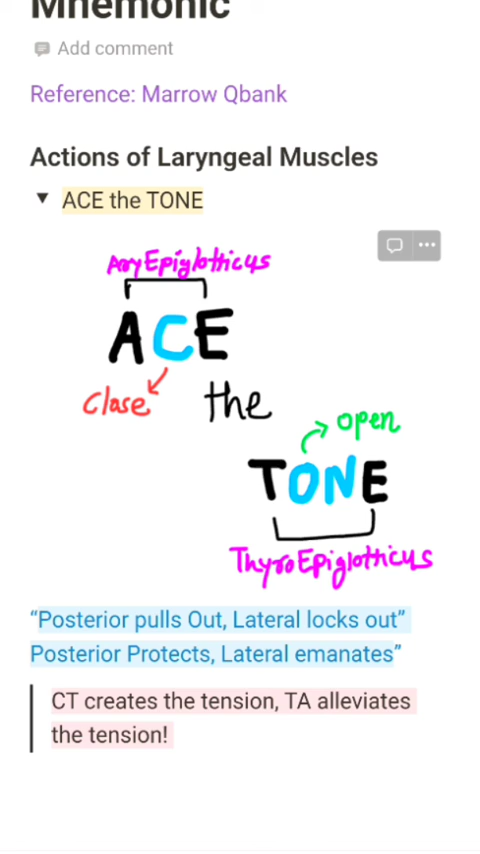 Mnemonic
Add comment
Reference: Marrow Qbank
Actions of Laryngeal Muscles
ACE the TONE
AryEpiglotticus
ACE
Close
the
open
TONE
ThyroEpiglotticus
“Posterior pulls Out, Lateral locks out”
Posterior Protects, Lateral emanates”
CT creates the tension, TA alleviates
the tension!